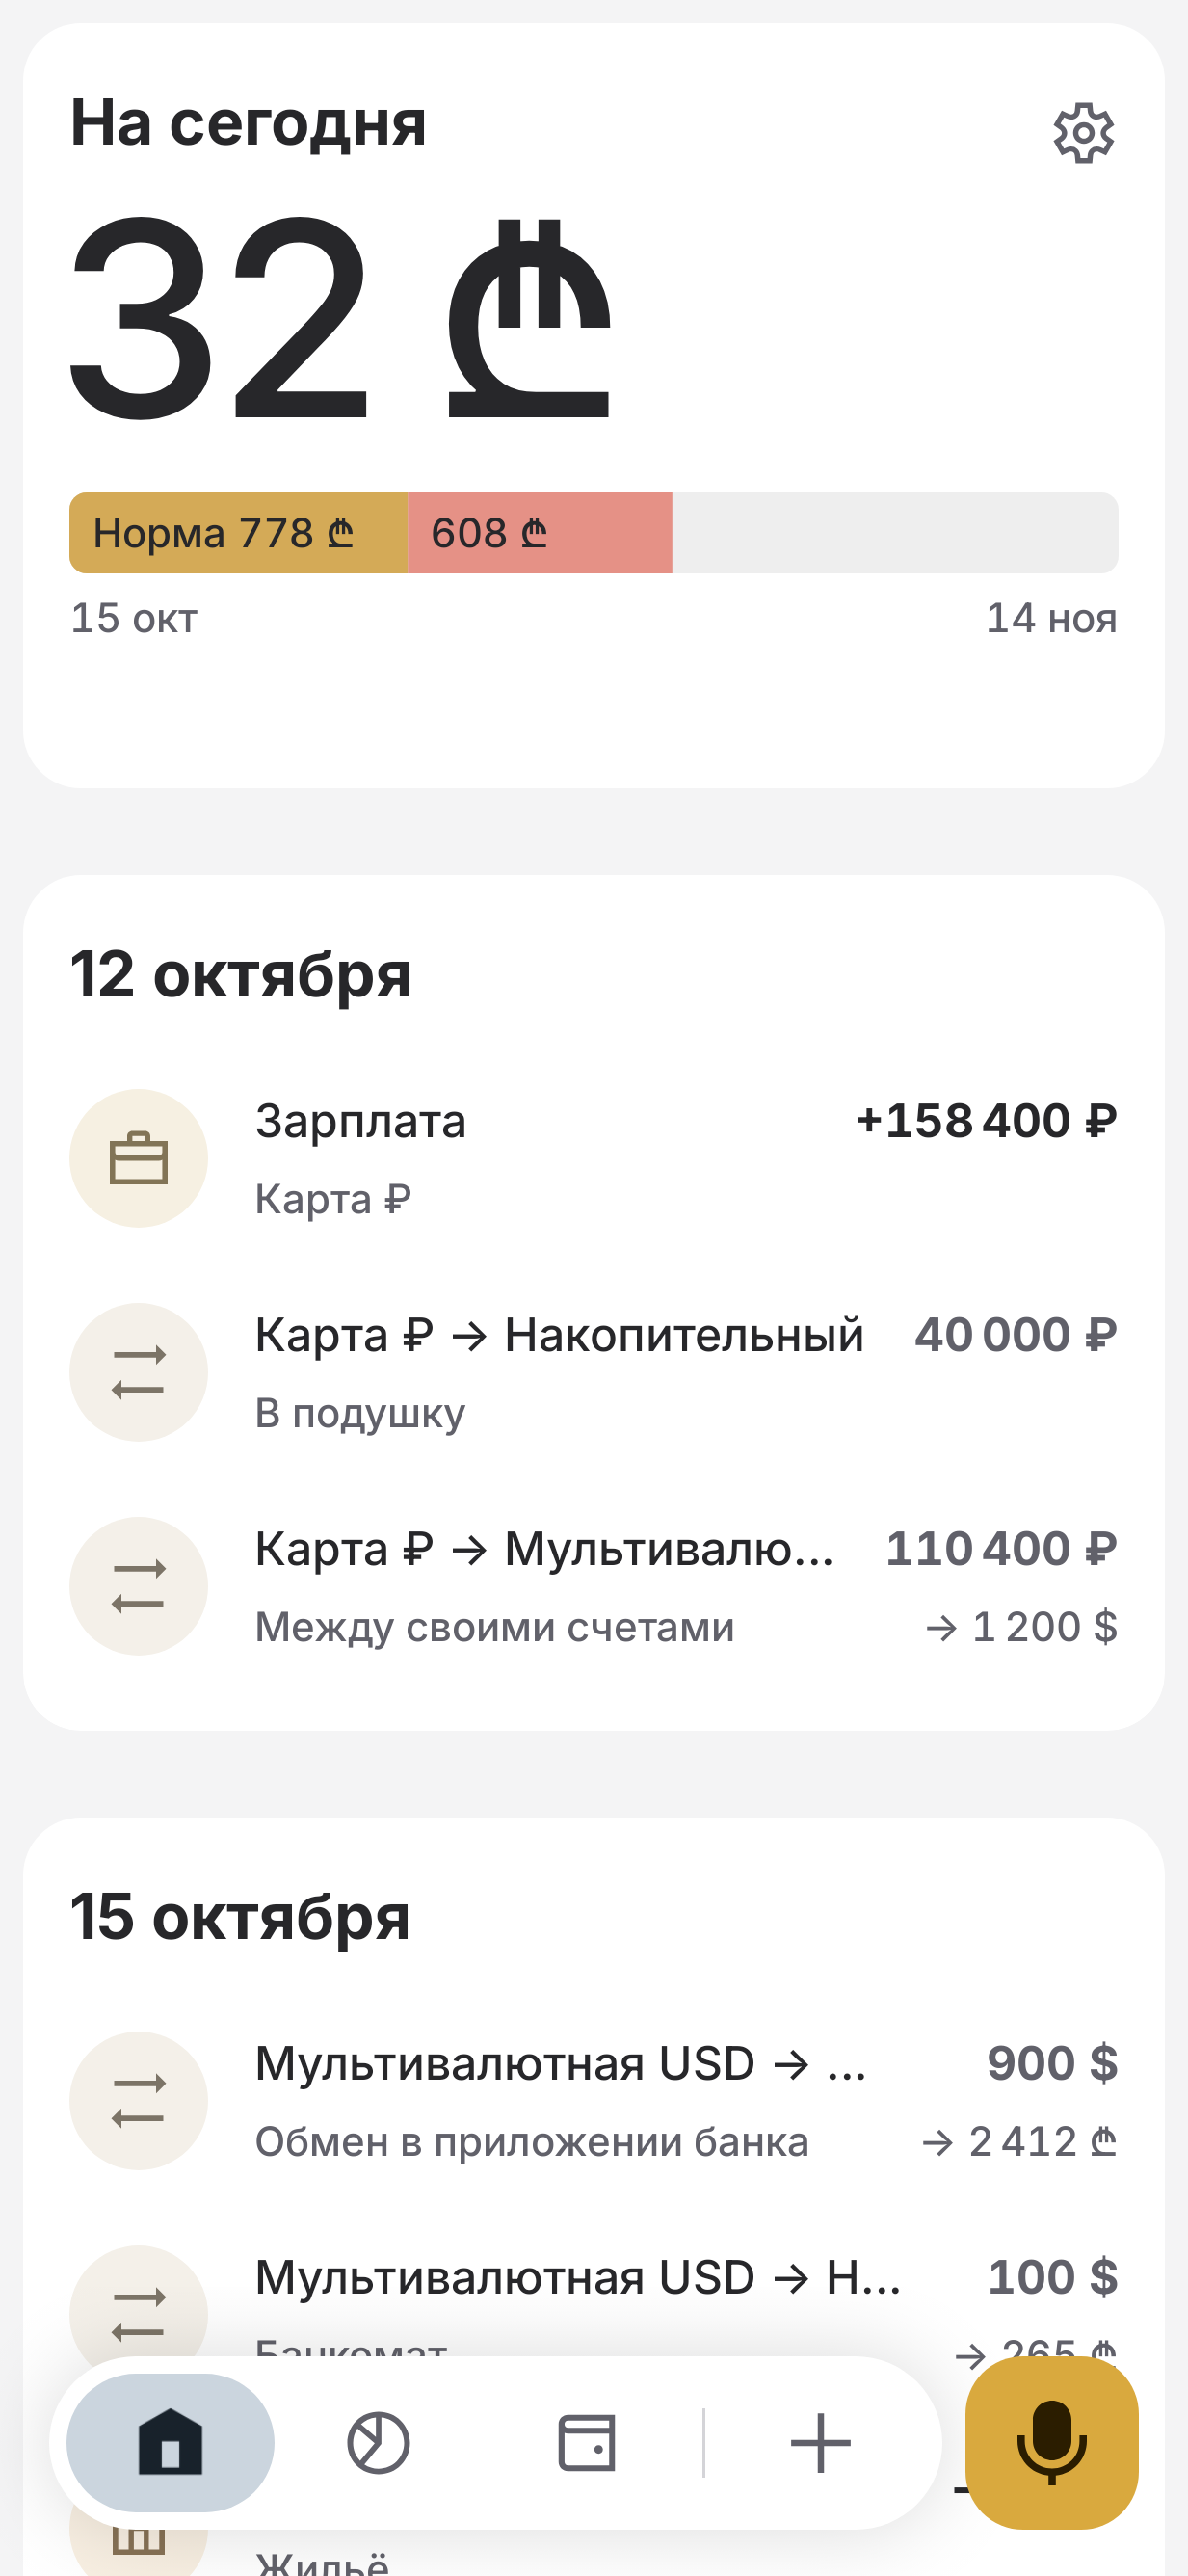 На сегодня
32 ₾
Норма 778 ₾ 608 ₾
15 окт 14 ноя
12 октября
Зарплата +158 400 ₽
Карта ₽
Карта ₽ → Накопительный 40 000 ₽
В подушку
Карта ₽ → Мультивалю... 110 400 ₽
Между своими счетами → 1 200 $
15 октября
Мультивалютная USD → ... 900 $
Обмен в приложении банка → 2 412 ₾
Мультивалютная USD → Н... 100 $
Банкомат → 265 ₾
Жильё